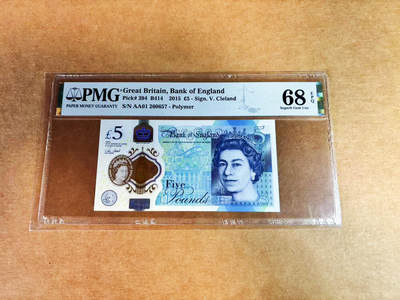 PMG
PAPER MONEY GUARANTY
Great Britain, Bank of England
Pick# 394 B414 2015 £5 - Sign. V. Cleland
S/N AA01 200657 - Polymer
68 EPQ
Superb Gem Unc
£5
Bank of England
Five
Pounds